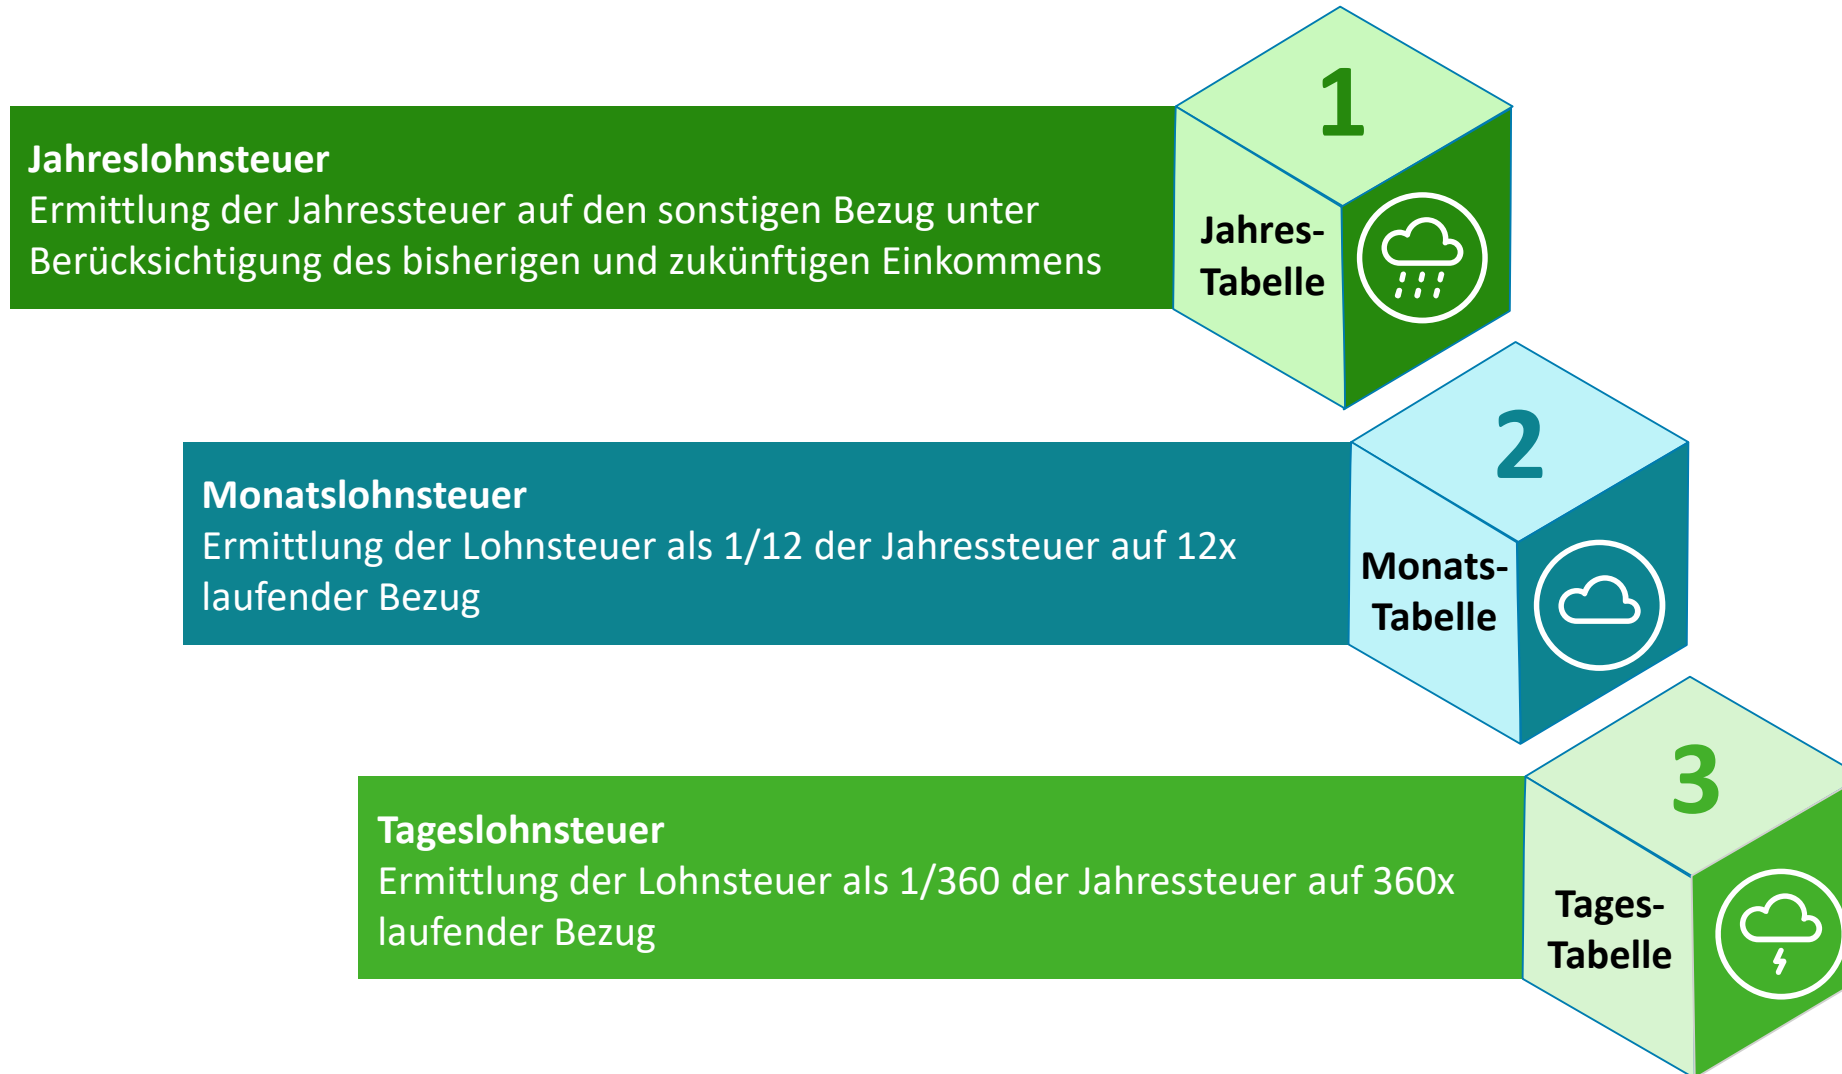 1
Jahreslohnsteuer
Ermittlung der Jahressteuer auf den sonstigen Bezug unter
Berücksichtigung des bisherigen und zukünftigen Einkommens
Jahres-
Tabelle
2
Monatslohnsteuer
Ermittlung der Lohnsteuer als 1/12 der Jahressteuer auf 12x
laufender Bezug
Monats-
Tabelle
3
Tageslohnsteuer
Ermittlung der Lohnsteuer als 1/360 der Jahressteuer auf 360x
laufender Bezug
Tages-
Tabelle